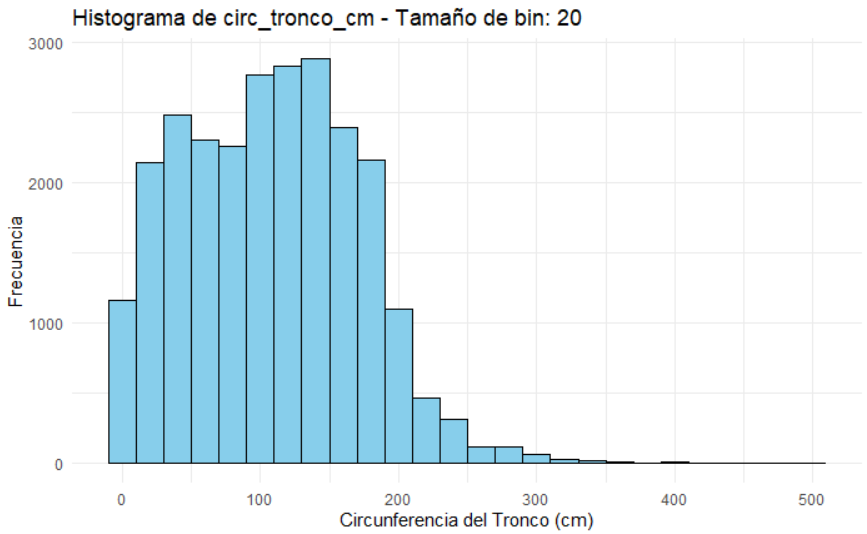 Histograma de circ_tronco_cm - Tamaño de bin: 20
3000
2000
1000
0
Frecuencia
0 100 200 300 400 500
Circunferencia del Tronco (cm)